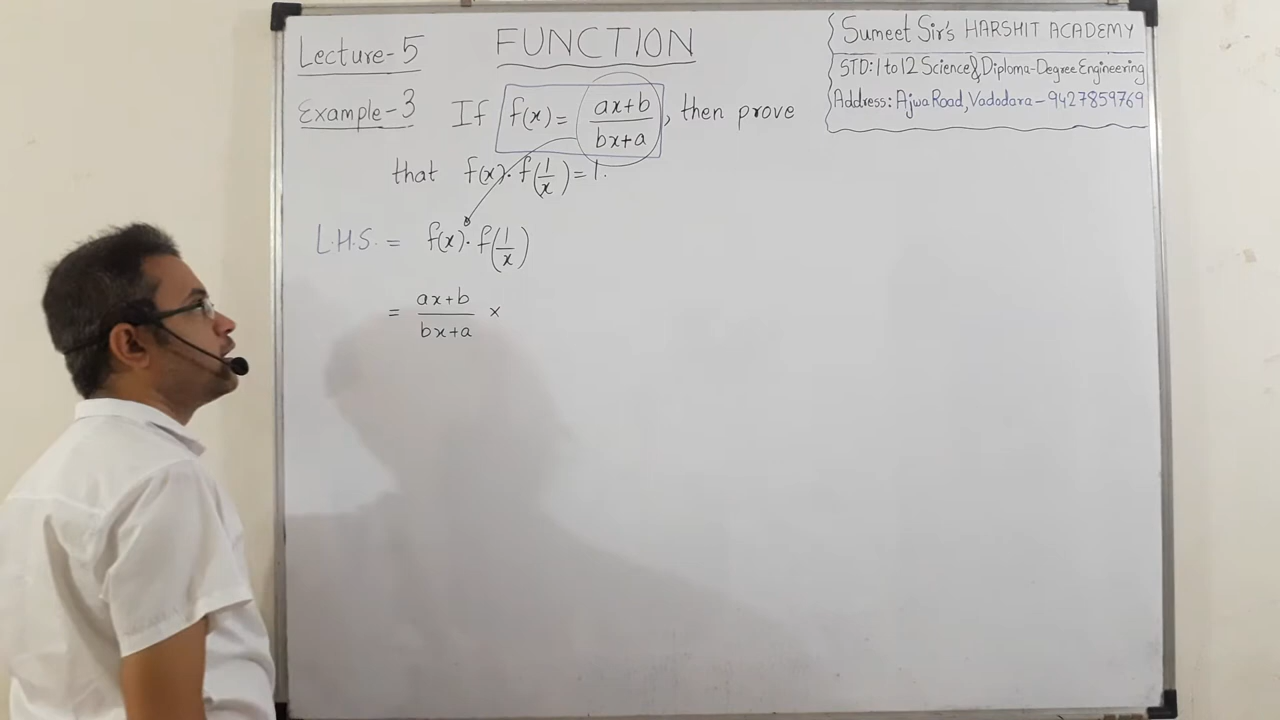 Lecture-5
FUNCTION
Sumeet Sir's HARSHIT ACADEMY
STD: 1 to 12 Science & Diploma-Degree Engineering
Address: Ajwa Road, Vadodara - 9427859769
Example-3 If f(x) = (ax+b)/(bx+a), then prove
that f(x)·f(1/x) = 1.
L.H.S. = f(x)·f(1/x)
= (ax+b)/(bx+a) ×